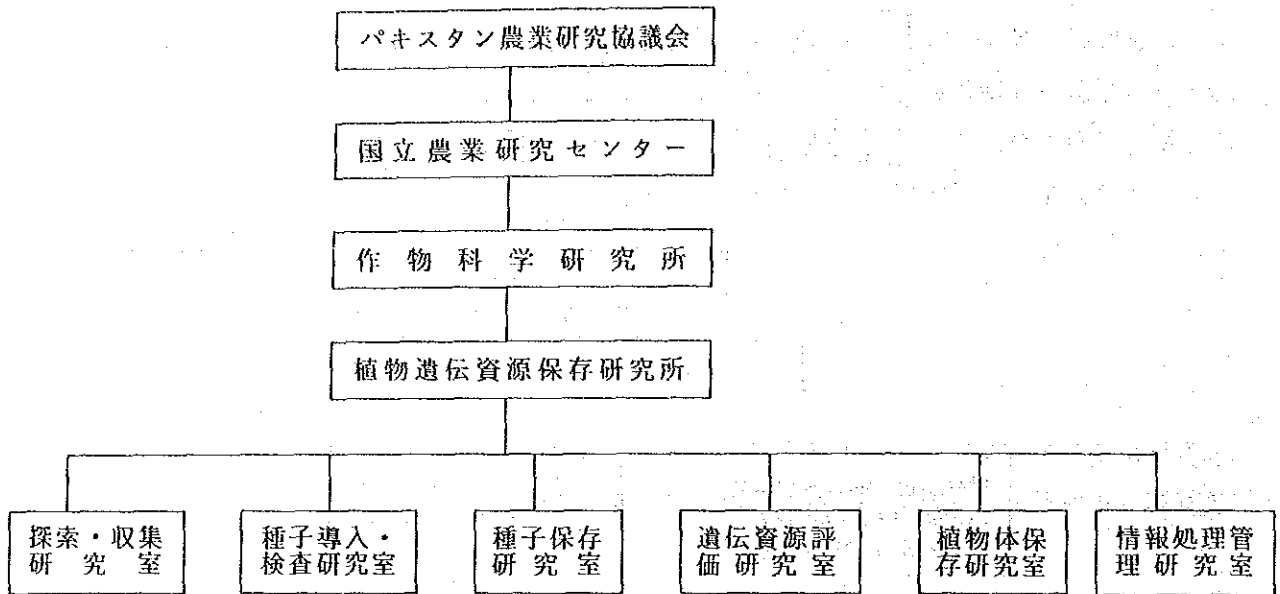 パキスタン農業研究協議会
国立農業研究センター
作物科学研究所
植物遺伝資源保存研究所
探索・収集
研究室
種子導入・
検査研究室
種子保存
研究室
遺伝資源評
価研究室
植物体保
存研究室
情報処理管
理研究室